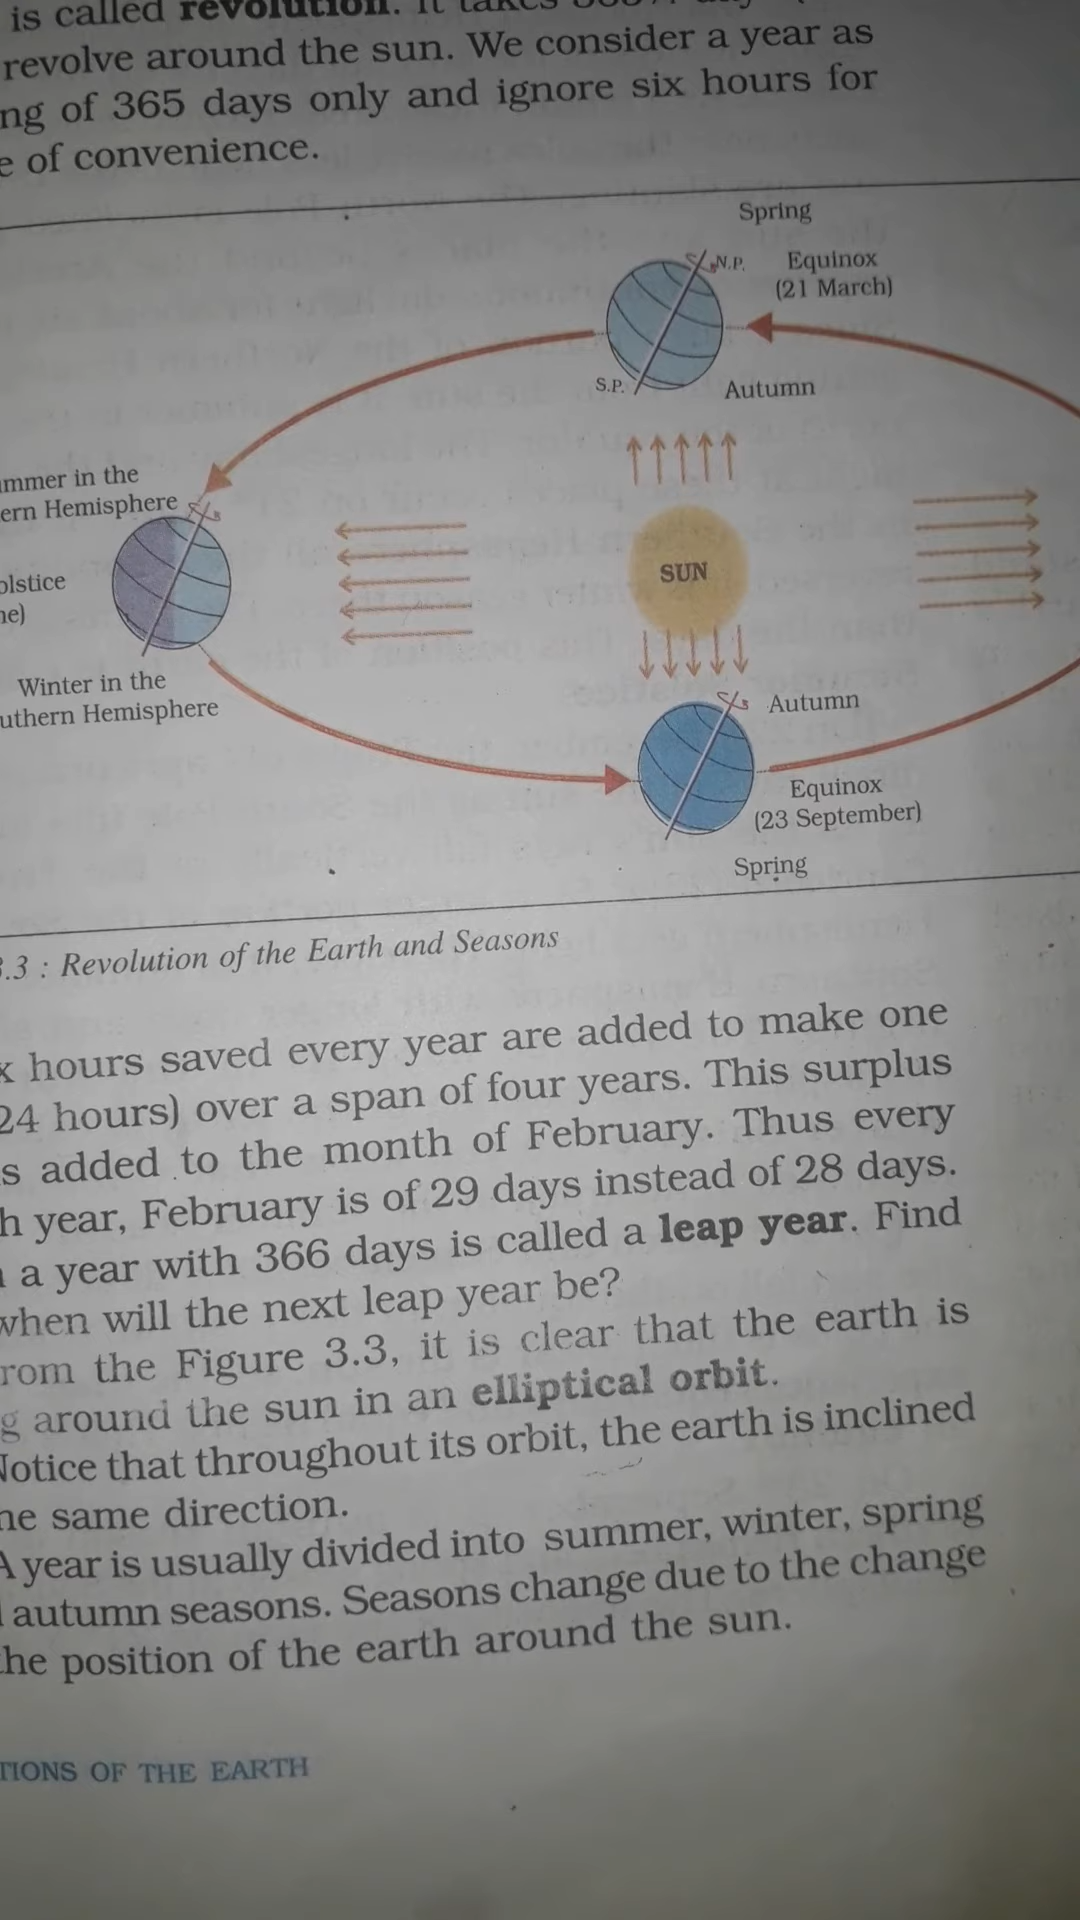 is called revolution. It takes
revolve around the sun. We consider a year as
ng of 365 days only and ignore six hours for
e of convenience.
Spring
N.P. Equinox
(21 March)
S.P. Autumn
ummer in the
ern Hemisphere
olstice
ne)
SUN
Winter in the
uthern Hemisphere
Autumn
Equinox
(23 September)
Spring
3.3 : Revolution of the Earth and Seasons
x hours saved every year are added to make one
24 hours) over a span of four years. This surplus
s added to the month of February. Thus every
h year, February is of 29 days instead of 28 days.
a year with 366 days is called a leap year. Find
when will the next leap year be?
rom the Figure 3.3, it is clear that the earth is
g around the sun in an elliptical orbit.
Notice that throughout its orbit, the earth is inclined
he same direction.
A year is usually divided into summer, winter, spring
autumn seasons. Seasons change due to the change
the position of the earth around the sun.
TIONS OF THE EARTH